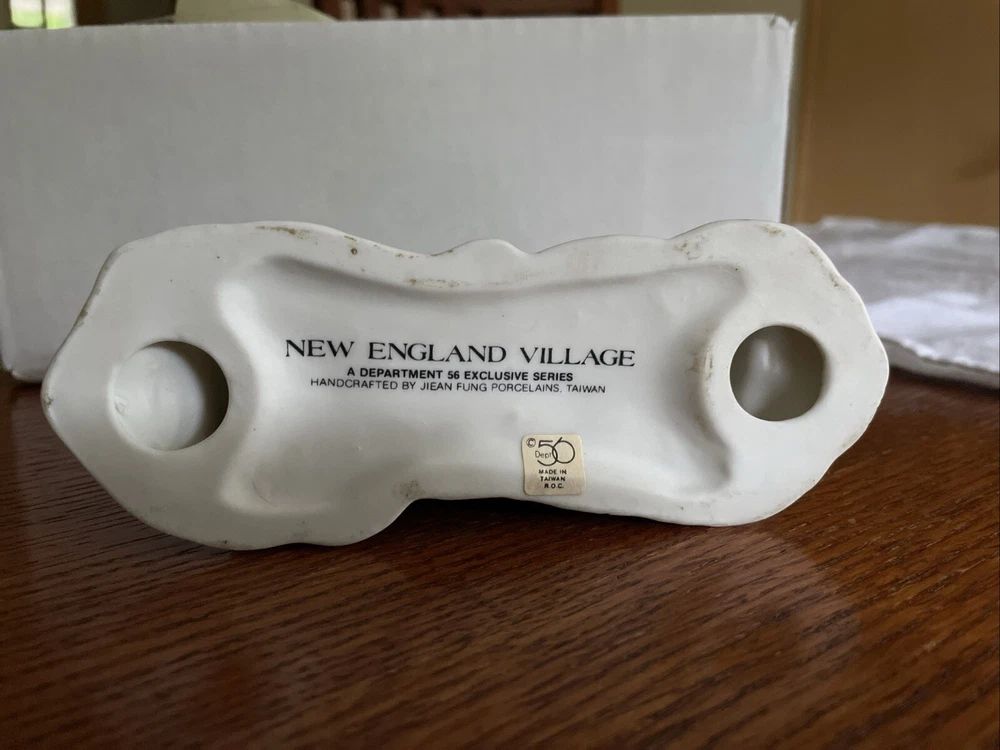 NEW ENGLAND VILLAGE
A DEPARTMENT 56 EXCLUSIVE SERIES
HANDCRAFTED BY JIEAN FUNG PORCELAINS, TAIWAN
©
Dept 56
MADE IN
TAIWAN
R.O.C.